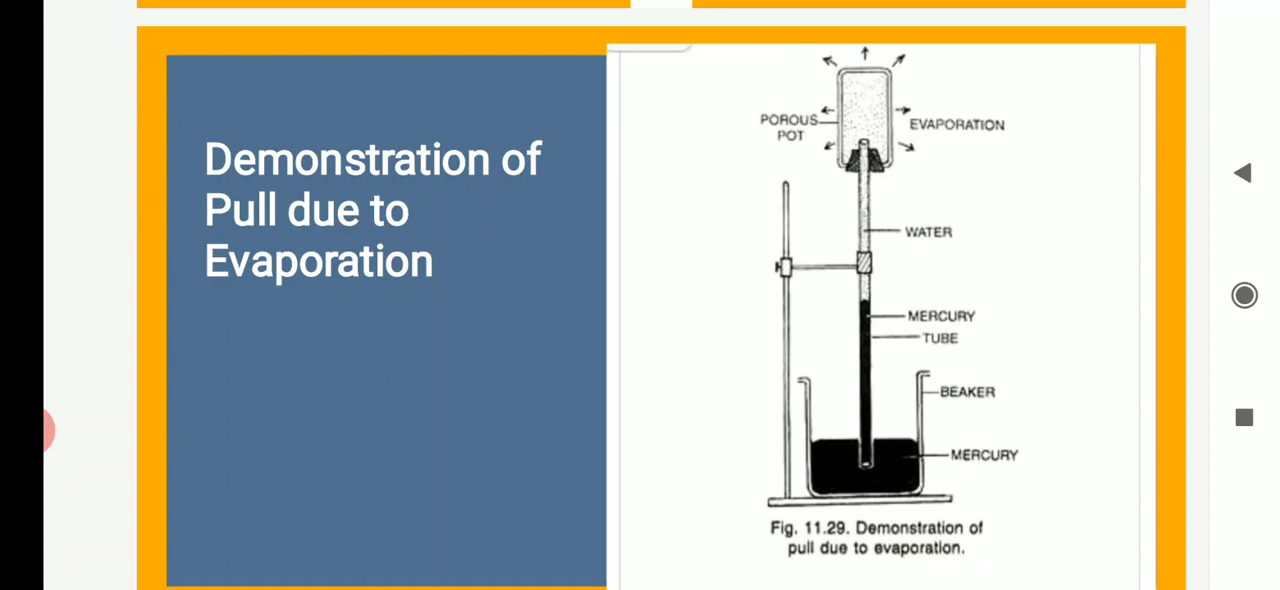 Demonstration of
Pull due to
Evaporation
POROUS
POT
EVAPORATION
WATER
MERCURY
TUBE
BEAKER
MERCURY
Fig. 11.29. Demonstration of
pull due to evaporation.